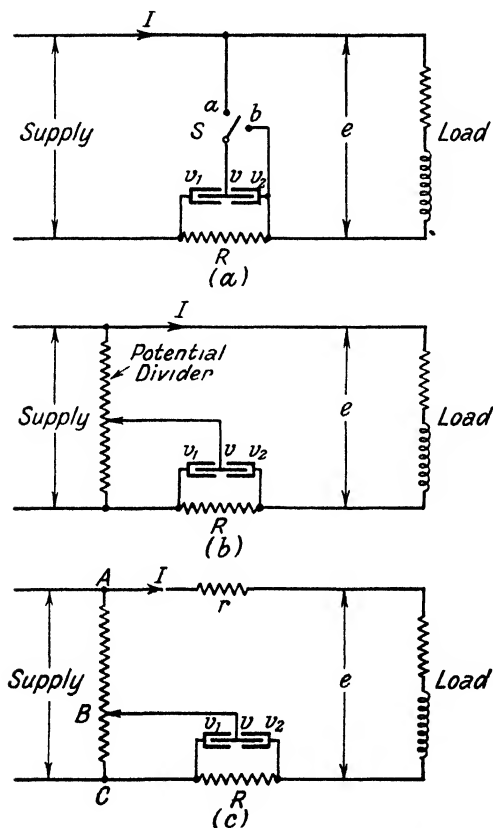 I
a
b
S
Supply
e
Load
v₁ v v₂
R
(a)
I
Potential
Divider
Supply
e
Load
v₁ v v₂
R
(b)
A I
r
Supply
e
Load
B
v₁ v v₂
C
R
(c)